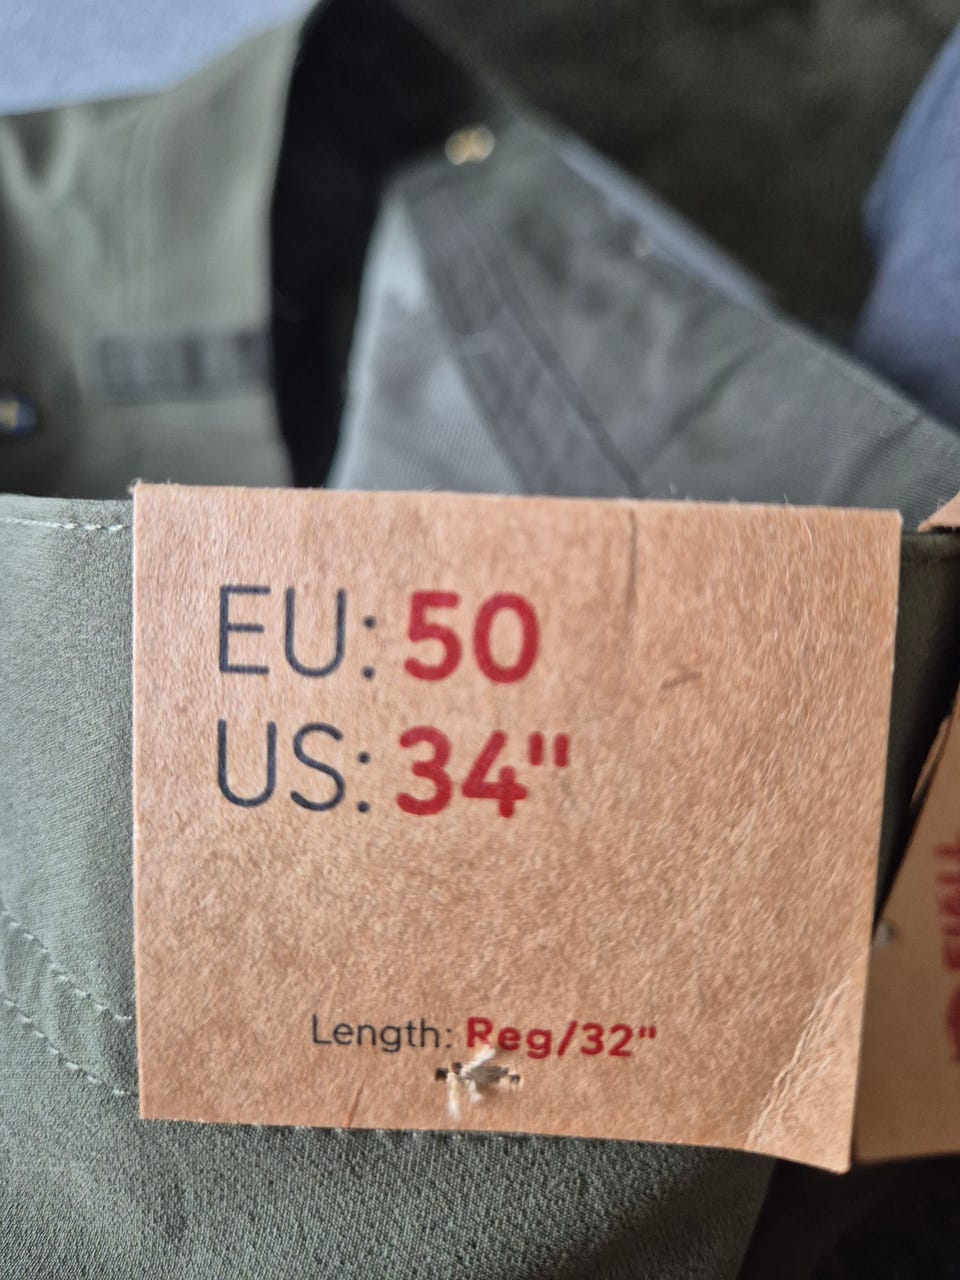 EU: 50
US: 34"
Length: Reg/32"